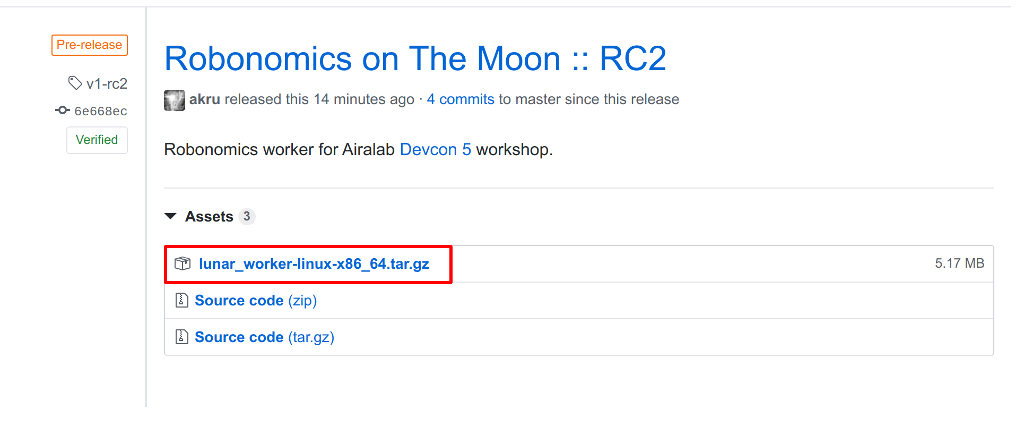 Pre-release
v1-rc2
6e668ec
Verified
Robonomics on The Moon :: RC2
akru released this 14 minutes ago · 4 commits to master since this release
Robonomics worker for Airalab Devcon 5 workshop.
Assets 3
lunar_worker-linux-x86_64.tar.gz 5.17 MB
Source code (zip)
Source code (tar.gz)